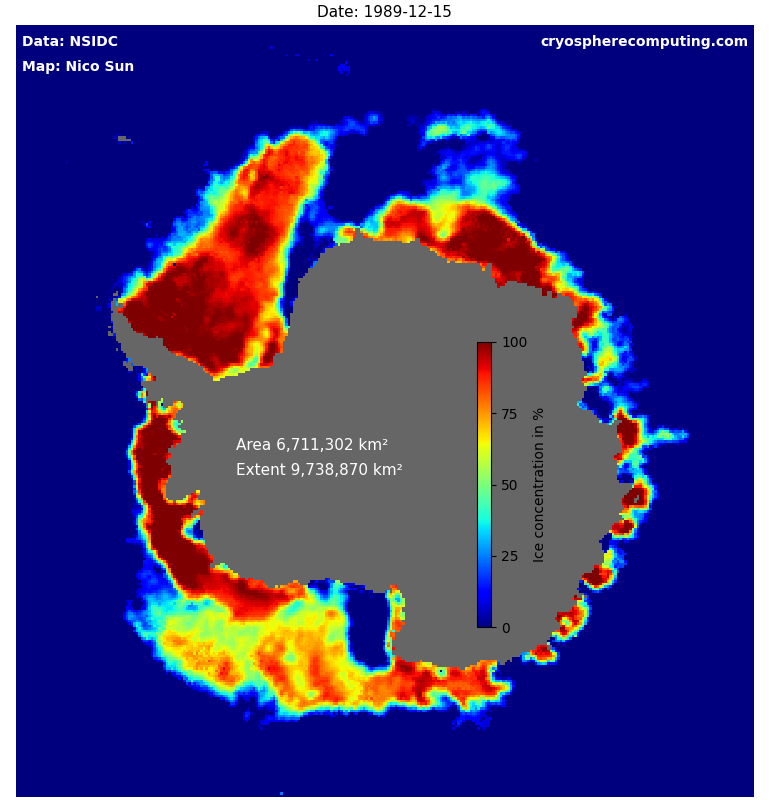 Date: 1989-12-15
Data: NSIDC
cryospherecomputing.com
Map: Nico Sun
100
75
50
25
0
Ice concentration in %
Area 6,711,302 km²
Extent 9,738,870 km²